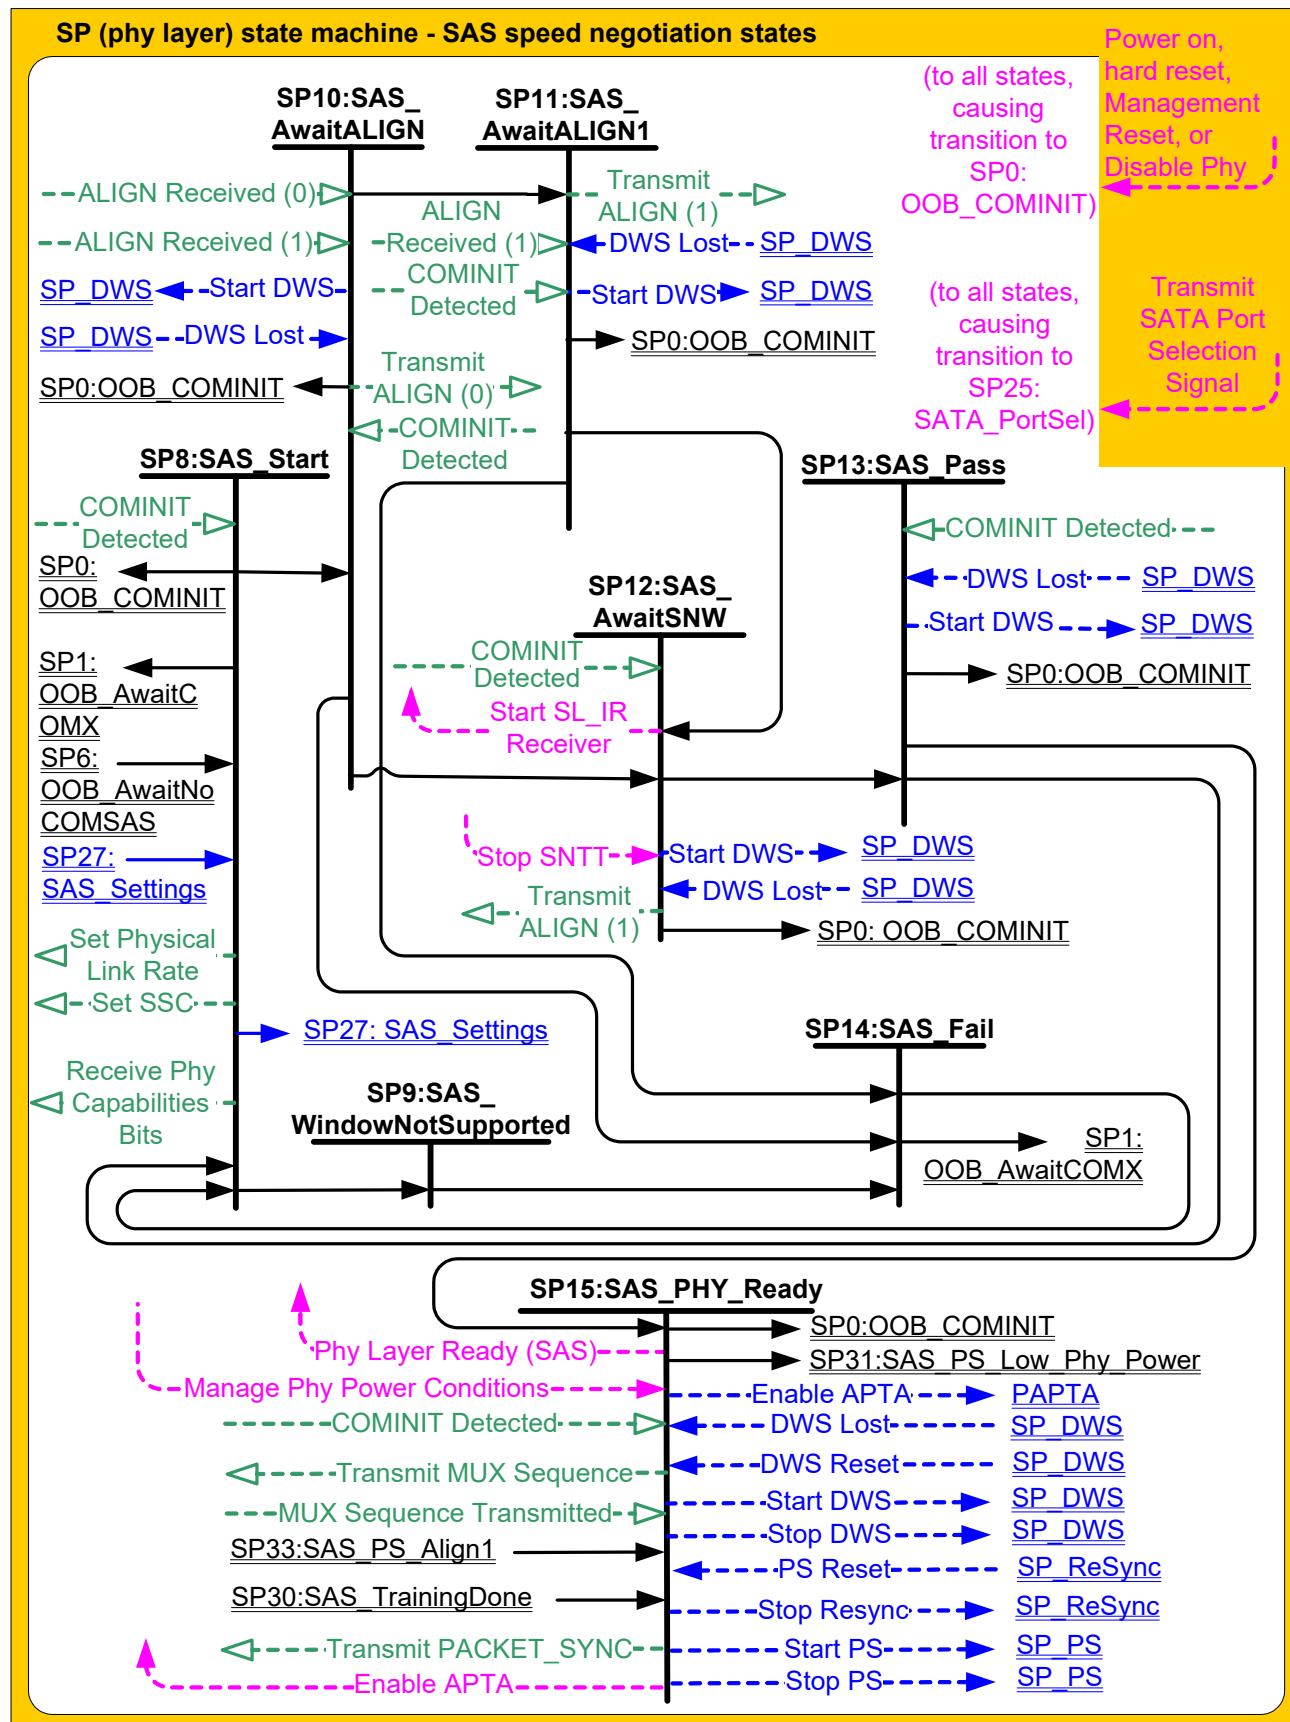 SP (phy layer) state machine - SAS speed negotiation states
Power on,
hard reset,
Management
Reset, or
Disable Phy
(to all states,
causing
transition to
SP0:
OOB_COMINIT)
Transmit
SATA Port
Selection
Signal
(to all states,
causing
transition to
SP25:
SATA_PortSel)
SP10:SAS_
AwaitALIGN
ALIGN Received (0)
ALIGN Received (1)
SP_DWS
Start DWS
SP_DWS
DWS Lost
SP0:OOB_COMINIT
Transmit
ALIGN (0)
COMINIT
Detected
SP11:SAS_
AwaitALIGN1
Transmit
ALIGN (1)
ALIGN
Received (1)
DWS Lost
SP_DWS
COMINIT
Detected
Start DWS
SP_DWS
SP0:OOB_COMINIT
SP8:SAS_Start
COMINIT
Detected
SP0:
OOB_COMINIT
SP1:
OOB_AwaitC
OMX
SP6:
OOB_AwaitNo
COMSAS
SP27:
SAS_Settings
Set Physical
Link Rate
Set SSC
SP27: SAS_Settings
Receive Phy
Capabilities
Bits
SP13:SAS_Pass
COMINIT Detected
DWS Lost
SP_DWS
Start DWS
SP_DWS
SP0:OOB_COMINIT
SP12:SAS_
AwaitSNW
COMINIT
Detected
Start SL_IR
Receiver
Stop SNTT
Start DWS
SP_DWS
DWS Lost
SP_DWS
Transmit
ALIGN (1)
SP0: OOB_COMINIT
SP14:SAS_Fail
SP1:
OOB_AwaitCOMX
SP9:SAS_
WindowNotSupported
SP15:SAS_PHY_Ready
SP0:OOB_COMINIT
Phy Layer Ready (SAS)
SP31:SAS_PS_Low_Phy_Power
Manage Phy Power Conditions
Enable APTA
PAPTA
COMINIT Detected
DWS Lost
SP_DWS
Transmit MUX Sequence
DWS Reset
SP_DWS
MUX Sequence Transmitted
Start DWS
SP_DWS
Stop DWS
SP_DWS
SP33:SAS_PS_Align1
PS Reset
SP_ReSync
SP30:SAS_TrainingDone
Stop Resync
SP_ReSync
Transmit PACKET_SYNC
Start PS
SP_PS
Enable APTA
Stop PS
SP_PS